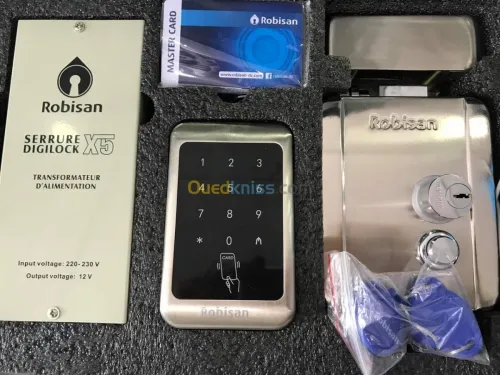 Robisan
SERRURE
DIGILOCK X5
TRANSFORMATEUR
D'ALIMENTATION
Input voltage: 220- 230 V
Output voltage: 12 V
MASTER CARD
Robisan
1 2 3
4 5 6
7 8 9
* 0
CARD
Robisan
Robisan
Ouedkniss.com